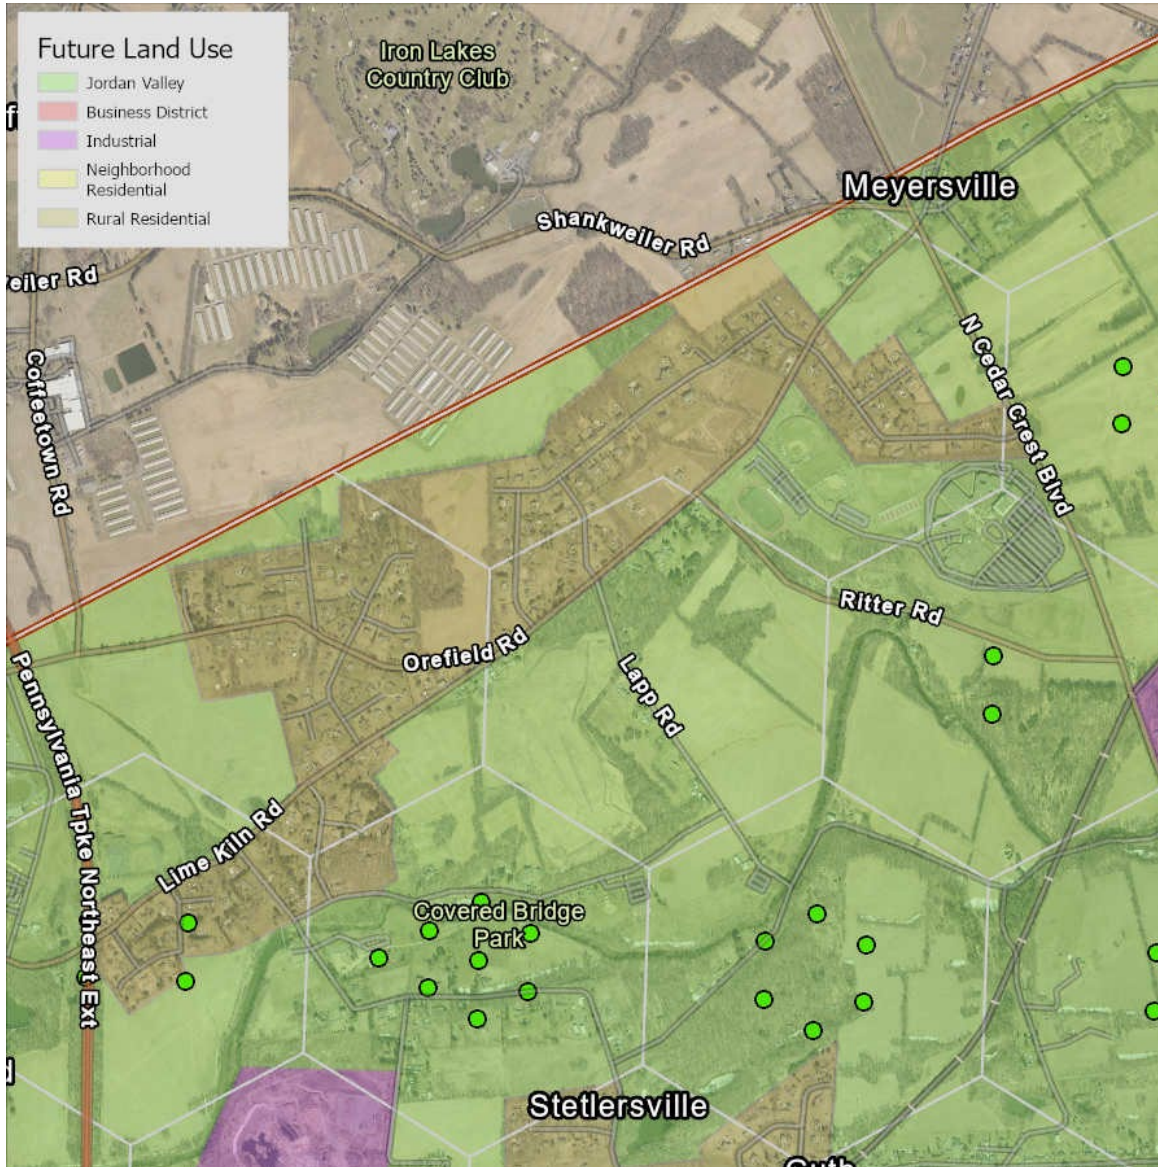 Future Land Use
Jordan Valley
Business District
Industrial
Neighborhood
Residential
Rural Residential
Iron Lakes
Country Club
Meyersville
Shankweiler Rd
eiler Rd
Coffeetown Rd
N Cedar Crest Blvd
Ritter Rd
Orefield Rd
Lapp Rd
Pennsylvania Tpke Northeast Ext
Lime Kiln Rd
Covered Bridge
Park
Stetlersville